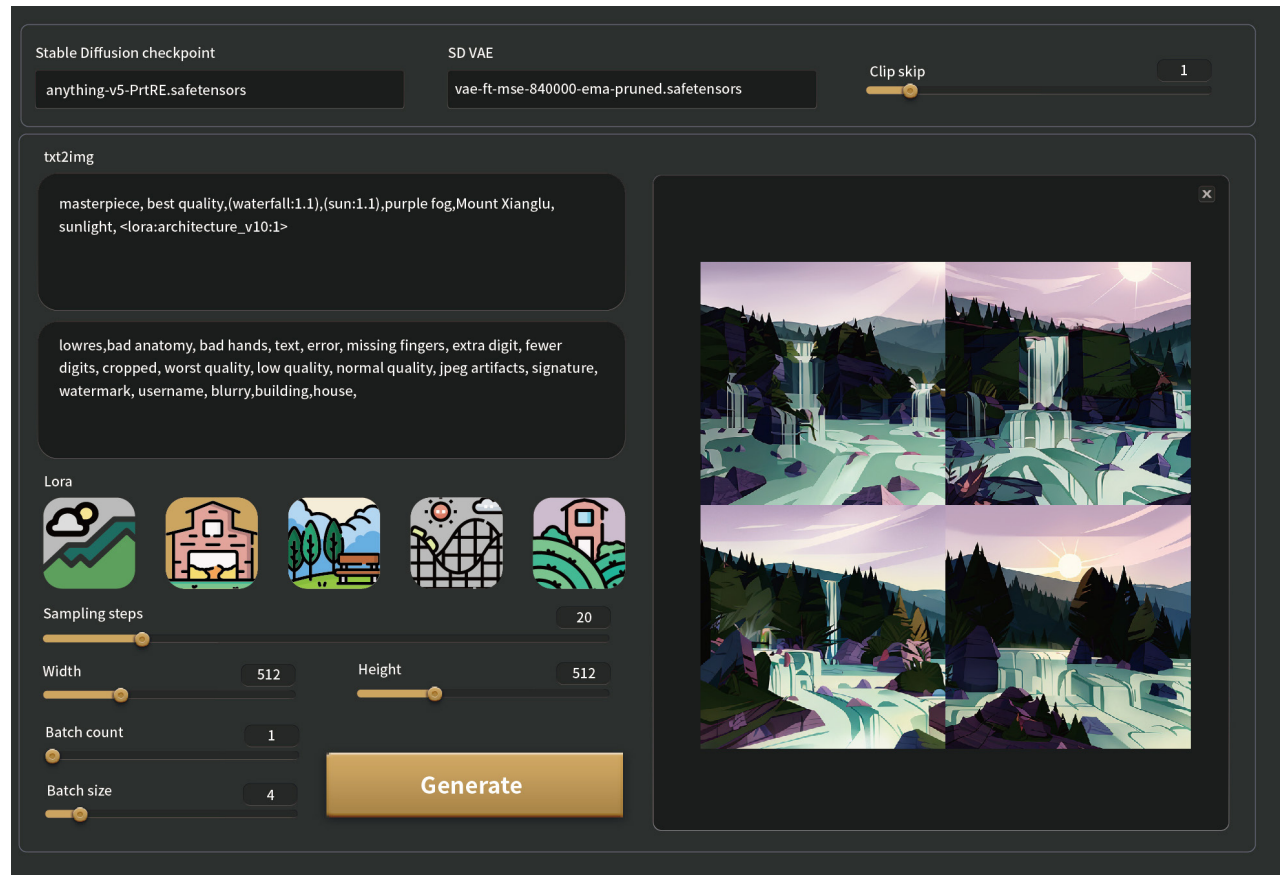 Stable Diffusion checkpoint
anything-v5-PrtRE.safetensors
SD VAE
vae-ft-mse-840000-ema-pruned.safetensors
Clip skip
1
txt2img
masterpiece, best quality,(waterfall:1.1),(sun:1.1),purple fog,Mount Xianglu,
sunlight, <lora:architecture_v10:1>
lowres,bad anatomy, bad hands, text, error, missing fingers, extra digit, fewer
digits, cropped, worst quality, low quality, normal quality, jpeg artifacts, signature,
watermark, username, blurry,building,house,
Lora
Sampling steps
20
Width
512
Height
512
Batch count
1
Batch size
4
Generate